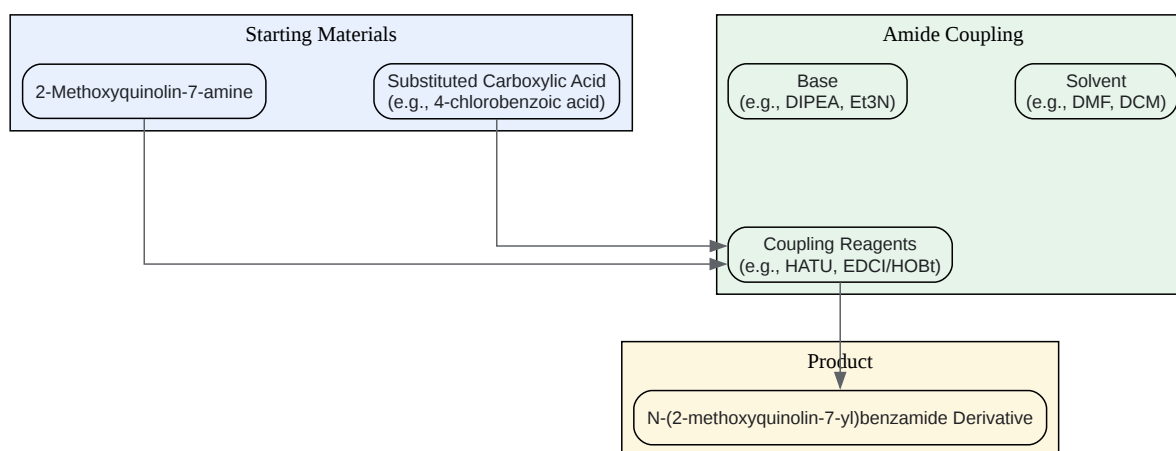 Starting Materials
2-Methoxyquinolin-7-amine
Substituted Carboxylic Acid
(e.g., 4-chlorobenzoic acid)
Amide Coupling
Base
(e.g., DIPEA, Et3N)
Solvent
(e.g., DMF, DCM)
Coupling Reagents
(e.g., HATU, EDCI/HOBt)
Product
N-(2-methoxyquinolin-7-yl)benzamide Derivative